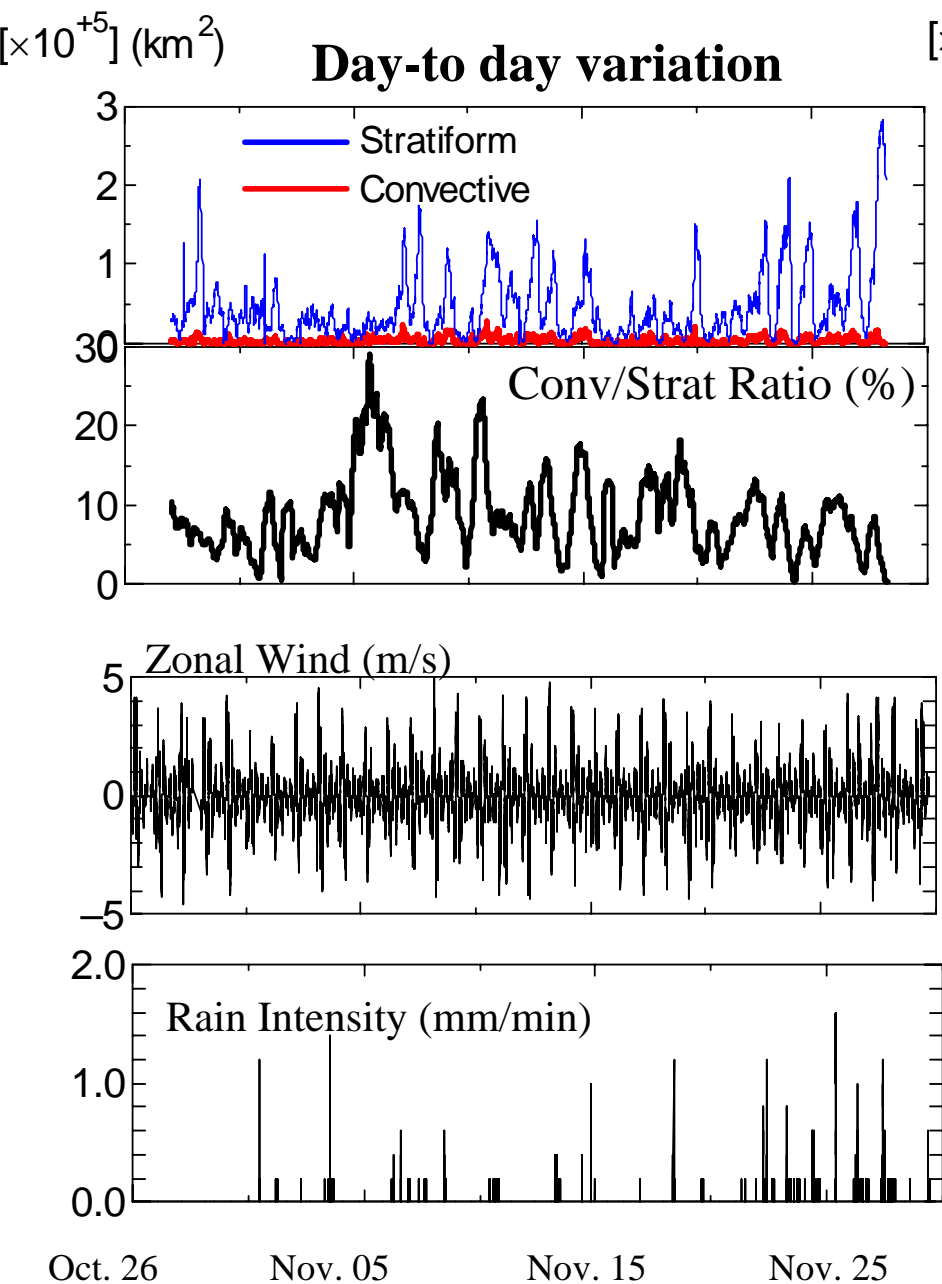 [×10⁺⁵] (km²)
[
Day-to day variation
3
Stratiform
2
Convective
1
0
30
Conv/Strat Ratio (%)
20
10
0
Zonal Wind (m/s)
5
0
−5
2.0
Rain Intensity (mm/min)
1.0
0.0
Oct. 26 Nov. 05 Nov. 15 Nov. 25